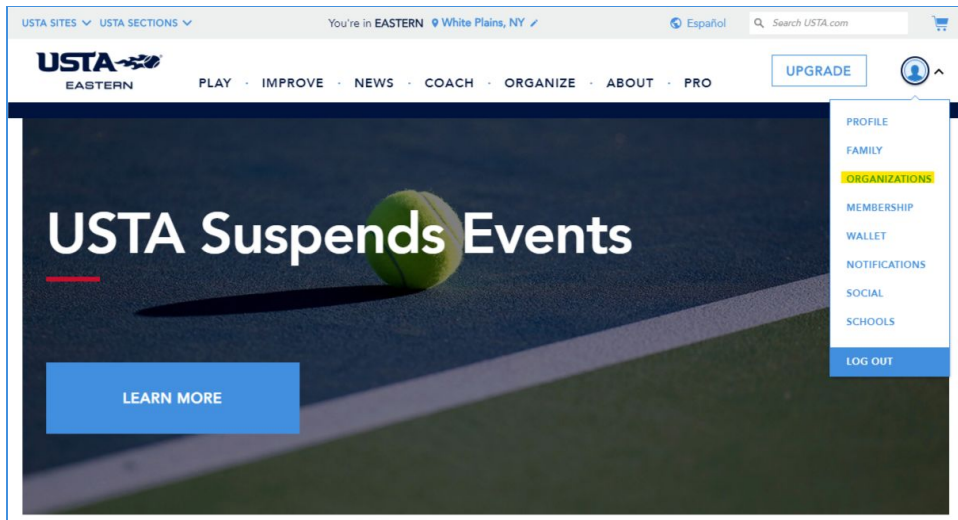 USTA SITES USTA SECTIONS You're in EASTERN White Plains, NY Español Search USTA.com
USTA
EASTERN
PLAY · IMPROVE · NEWS · COACH · ORGANIZE · ABOUT · PRO
UPGRADE
PROFILE
FAMILY
ORGANIZATIONS
MEMBERSHIP
WALLET
NOTIFICATIONS
SOCIAL
SCHOOLS
LOG OUT
USTA Suspends Events
LEARN MORE